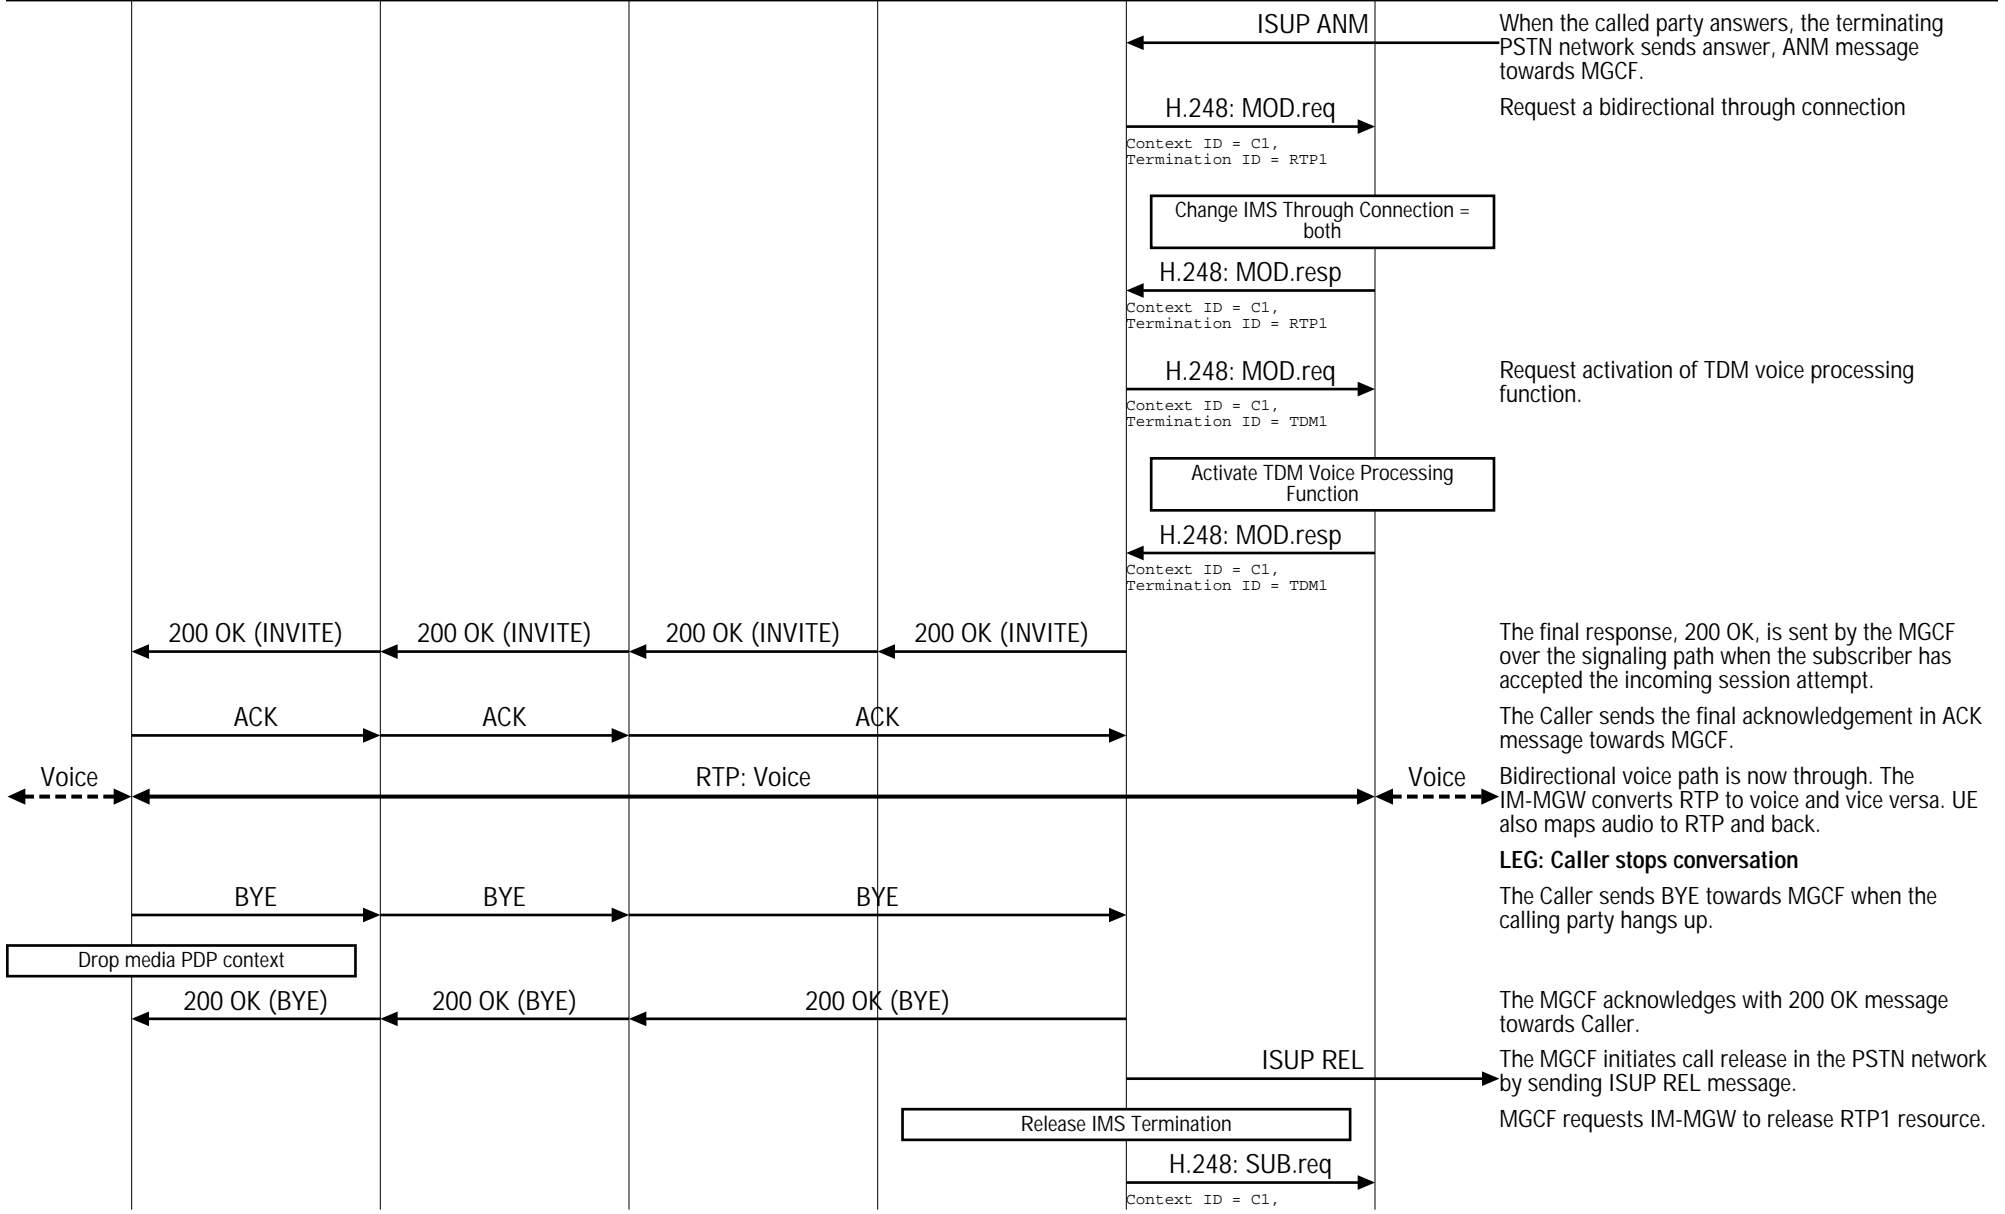 ISUP ANM
When the called party answers, the terminating
PSTN network sends answer, ANM message
towards MGCF.
H.248: MOD.req
Request a bidirectional through connection
Context ID = C1,
Termination ID = RTP1
Change IMS Through Connection =
both
H.248: MOD.resp
Context ID = C1,
Termination ID = RTP1
H.248: MOD.req
Request activation of TDM voice processing
function.
Context ID = C1,
Termination ID = TDM1
Activate TDM Voice Processing
Function
H.248: MOD.resp
Context ID = C1,
Termination ID = TDM1
200 OK (INVITE) 200 OK (INVITE) 200 OK (INVITE) 200 OK (INVITE)
The final response, 200 OK, is sent by the MGCF
over the signaling path when the subscriber has
accepted the incoming session attempt.
ACK ACK ACK
The Caller sends the final acknowledgement in ACK
message towards MGCF.
Voice RTP: Voice Voice
Bidirectional voice path is now through. The
IM-MGW converts RTP to voice and vice versa. UE
also maps audio to RTP and back.
LEG: Caller stops conversation
BYE BYE BYE
The Caller sends BYE towards MGCF when the
calling party hangs up.
Drop media PDP context
200 OK (BYE) 200 OK (BYE) 200 OK (BYE)
The MGCF acknowledges with 200 OK message
towards Caller.
ISUP REL
The MGCF initiates call release in the PSTN network
by sending ISUP REL message.
Release IMS Termination
MGCF requests IM-MGW to release RTP1 resource.
H.248: SUB.req
Context ID = C1,